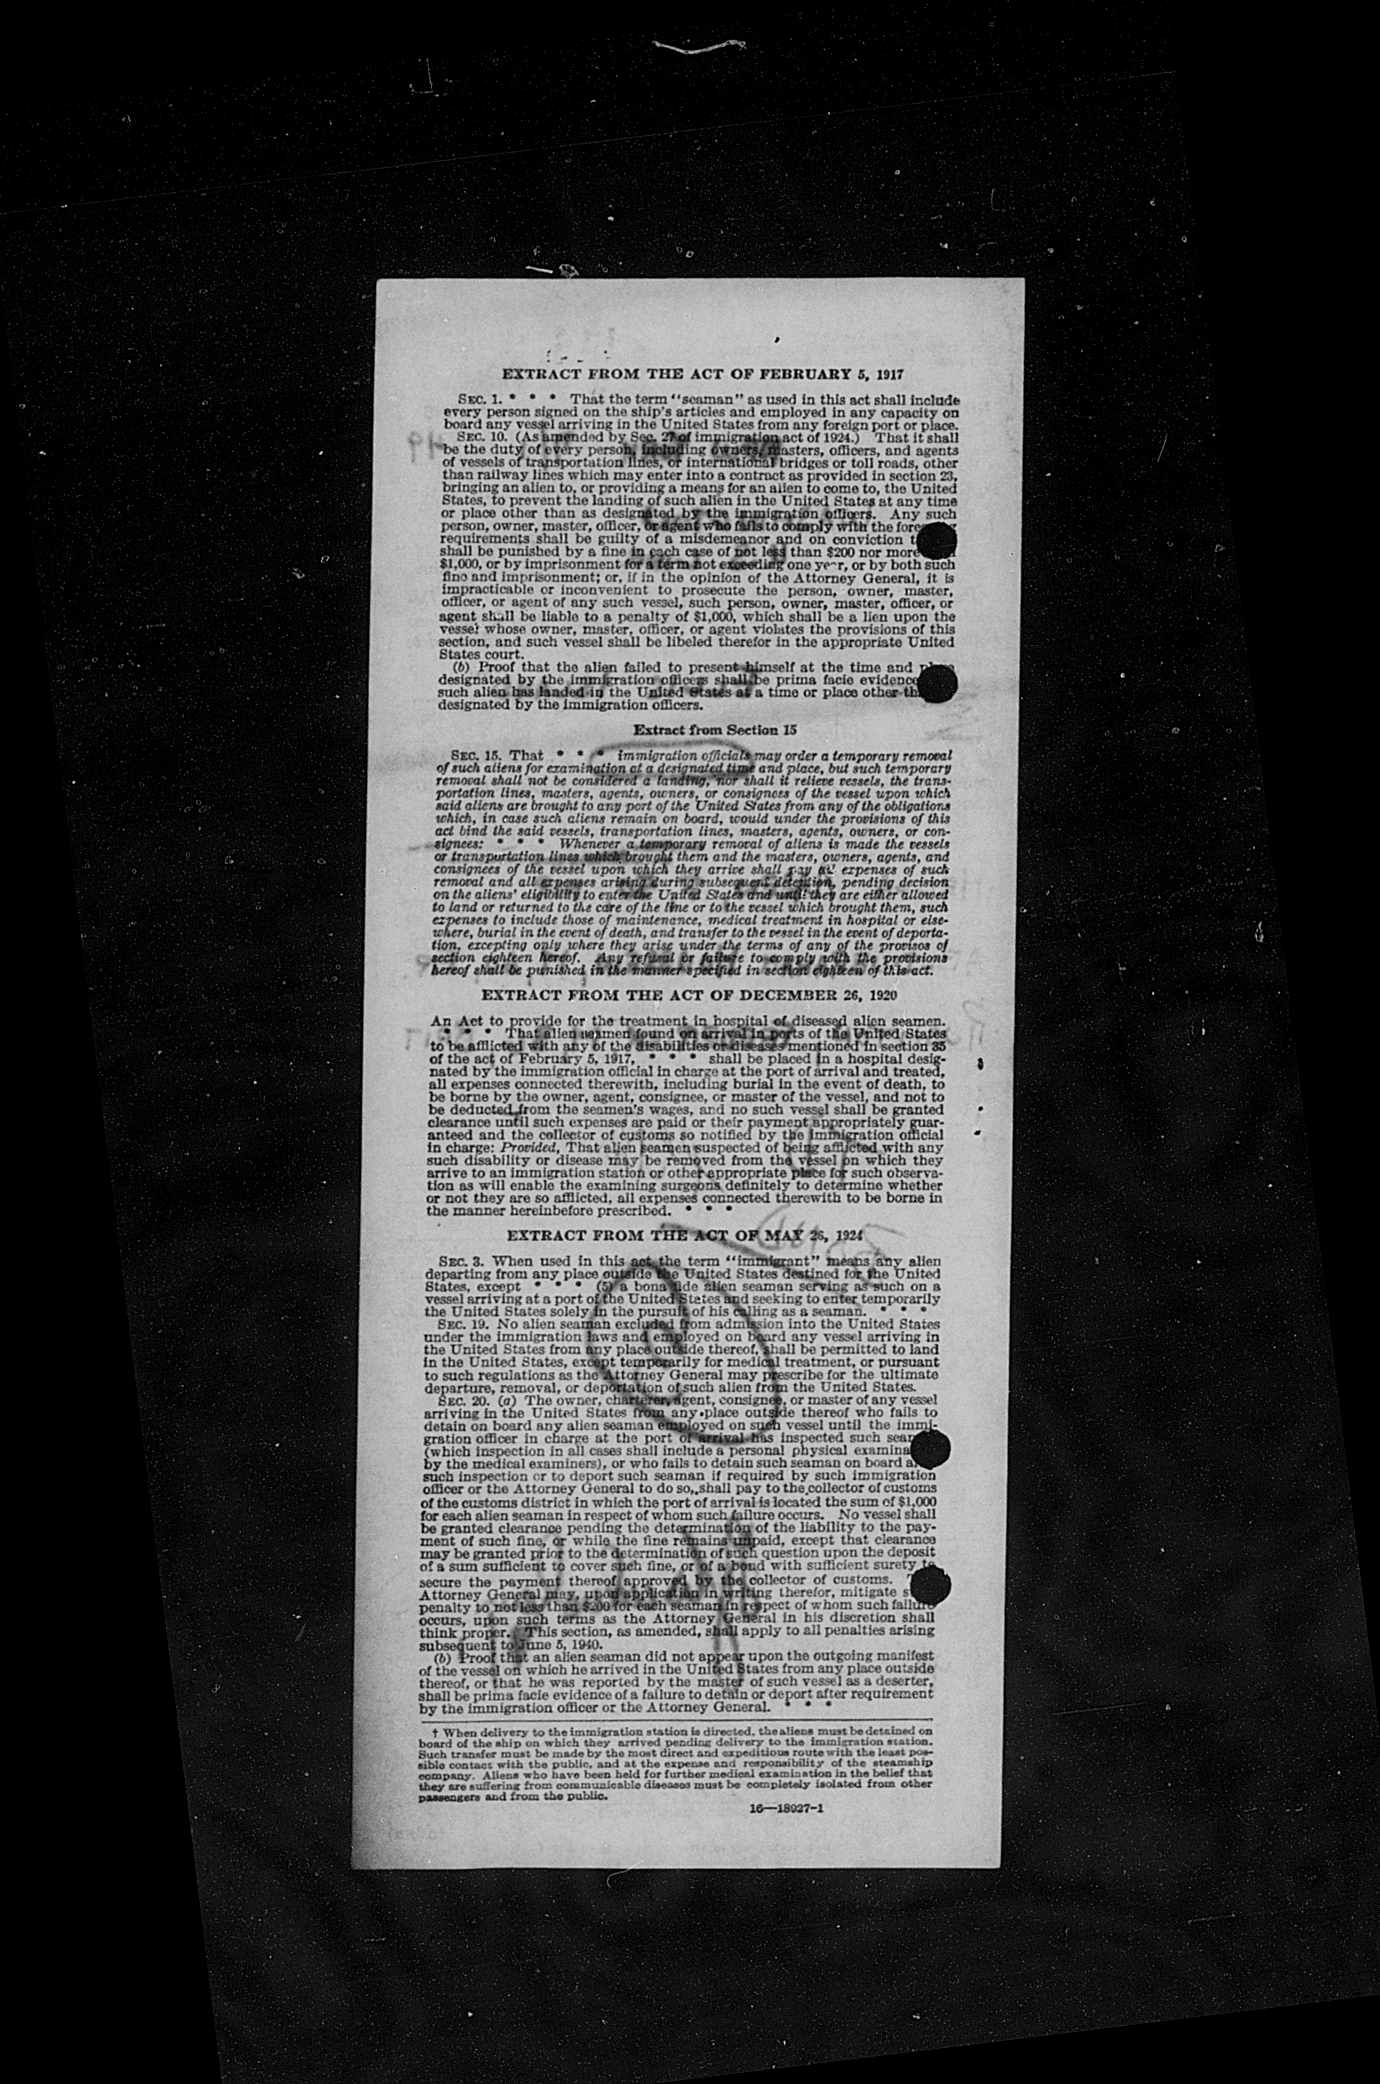 EXTRACT FROM THE ACT OF FEBRUARY 5, 1917
SEC. 1. * * * That the term "seaman" as used in this act shall include
every person signed on the ship's articles and employed in any capacity on
board any vessel arriving in the United States from any foreign port or place.
SEC. 10. (As amended by Sec. 27 of immigration act of 1924.) That it shall
be the duty of every person, including owners, masters, officers, and agents
of vessels of transportation lines, or international bridges or toll roads, other
than railway lines which may enter into a contract as provided in section 23,
bringing an alien to, or providing a means for an alien to come to, the United
States, to prevent the landing of such alien in the United States at any time
or place other than as designated by the immigration officers. Any such
person, owner, master, officer, or agent who fails to comply with the
requirements shall be guilty of a misdemeanor and on conviction
shall be punished by a fine in each case of not less than $200 nor more
$1,000, or by imprisonment for a term not exceeding one year, or by both such
fine and imprisonment; or, if in the opinion of the Attorney General, it is
impracticable or inconvenient to prosecute the person, owner, master,
officer, or agent of any such vessel, such person, owner, master, officer, or
agent shall be liable to a penalty of $1,000, which shall be a lien upon the
vessel whose owner, master, officer, or agent violates the provisions of this
section, and such vessel shall be libeled therefor in the appropriate United
States court.
(b) Proof that the alien failed to present himself at the time and place
designated by the immigration officers shall be prima facie evidence
such alien has landed in the United States at a time or place other
designated by the immigration officers.
Extract from Section 15
SEC. 15. That * * * immigration officials may order a temporary removal
of such aliens for examination at a designated time and place, but such temporary
removal shall not be considered a landing, nor shall it relieve vessels, the trans-
portation lines, masters, agents, owners, or consignees of the vessel upon which
said aliens are brought to any port of the United States from any of the obligations
which, in case such aliens remain on board, would under the provisions of this
act bind the said vessels, transportation lines, masters, agents, owners, or con-
signees: * * * Whenever a temporary removal of aliens is made the vessels
or transportation lines which brought them and the masters, owners, agents, and
consignees of the vessel upon which they arrive shall pay all expenses of such
removal and all expenses arising during subsequent detention, pending decision
on the aliens' eligibility to enter the United States and until they are either allowed
to land or returned to the care of the line or to the vessel which brought them, such
expenses to include those of maintenance, medical treatment in hospital or else-
where, burial in the event of death, and transfer to the vessel in the event of deporta-
tion, excepting only where they arise under the terms of any of the provisos of
section eighteen hereof. Any refusal or failure to comply with the provisions
hereof shall be punished in the manner specified in section eighteen of this act.
EXTRACT FROM THE ACT OF DECEMBER 26, 1920
An Act to provide for the treatment in hospital of diseased alien seamen.
* * * That alien seamen found on arrival in ports of the United States
to be afflicted with any of the disabilities or diseases mentioned in section 35
of the act of February 5, 1917, * * * shall be placed in a hospital desig-
nated by the immigration official in charge at the port of arrival and treated,
all expenses connected therewith, including burial in the event of death, to
be borne by the owner, agent, consignee, or master of the vessel, and not to
be deducted from the seamen's wages, and no such vessel shall be granted
clearance until such expenses are paid or their payment appropriately guar-
anteed and the collector of customs so notified by the immigration official
in charge: Provided, That alien seamen suspected of being afflicted with any
such disability or disease may be removed from the vessel on which they
arrive to an immigration station or other appropriate place for such observa-
tion as will enable the examining surgeons definitely to determine whether
or not they are so afflicted, all expenses connected therewith to be borne in
the manner hereinbefore prescribed. * * *
EXTRACT FROM THE ACT OF MAY 26, 1924
SEC. 3. When used in this act the term "immigrant" means any alien
departing from any place outside the United States destined for the United
States, except * * * (5) a bona fide alien seaman serving as such on a
vessel arriving at a port of the United States and seeking to enter temporarily
the United States solely in the pursuit of his calling as a seaman. * * *
SEC. 19. No alien seaman excluded from admission into the United States
under the immigration laws and employed on board any vessel arriving in
the United States from any place outside thereof, shall be permitted to land
in the United States, except temporarily for medical treatment, or pursuant
to such regulations as the Attorney General may prescribe for the ultimate
departure, removal, or deportation of such alien from the United States.
SEC. 20. (a) The owner, charterer, agent, consignee, or master of any vessel
arriving in the United States from any place outside thereof who fails to
detain on board any alien seaman employed on such vessel until the immi-
gration officer in charge at the port of arrival has inspected such
(which inspection in all cases shall include a personal physical
by the medical examiners), or who fails to detain such seaman on board
such inspection or to deport such seaman if required by such immigration
officer or the Attorney General to do so, shall pay to the collector of customs
of the customs district in which the port of arrival is located the sum of $1,000
for each alien seaman in respect of whom such failure occurs. No vessel shall
be granted clearance pending the determination of the liability to the pay-
ment of such fine, or while the fine remains unpaid, except that clearance
may be granted prior to the determination of such question upon the deposit
of a sum sufficient to cover such fine, or of a bond with sufficient surety to
secure the payment thereof approved by the collector of customs.
Attorney General may, upon application in writing therefor, mitigate
penalty to not less than $200 for each seaman in respect of whom such failure
occurs, upon such terms as the Attorney General in his discretion shall
think proper. This section, as amended, shall apply to all penalties arising
subsequent to June 5, 1940.
(b) Proof that an alien seaman did not appear upon the outgoing manifest
of the vessel on which he arrived in the United States from any place outside
thereof, or that he was reported by the master of such vessel as a deserter,
shall be prima facie evidence of a failure to detain or deport after requirement
by the immigration officer or the Attorney General. * * *
† When delivery to the immigration station is directed, the aliens must be detained on
board of the ship on which they arrived pending delivery to the immigration station.
Such transfer must be made by the most direct and expeditious route with the least pos-
sible contact with the public, and at the expense and responsibility of the steamship
company. Aliens who have been held for further medical examination in the belief that
they are suffering from communicable diseases must be completely isolated from other
passengers and from the public.
16—18927-1